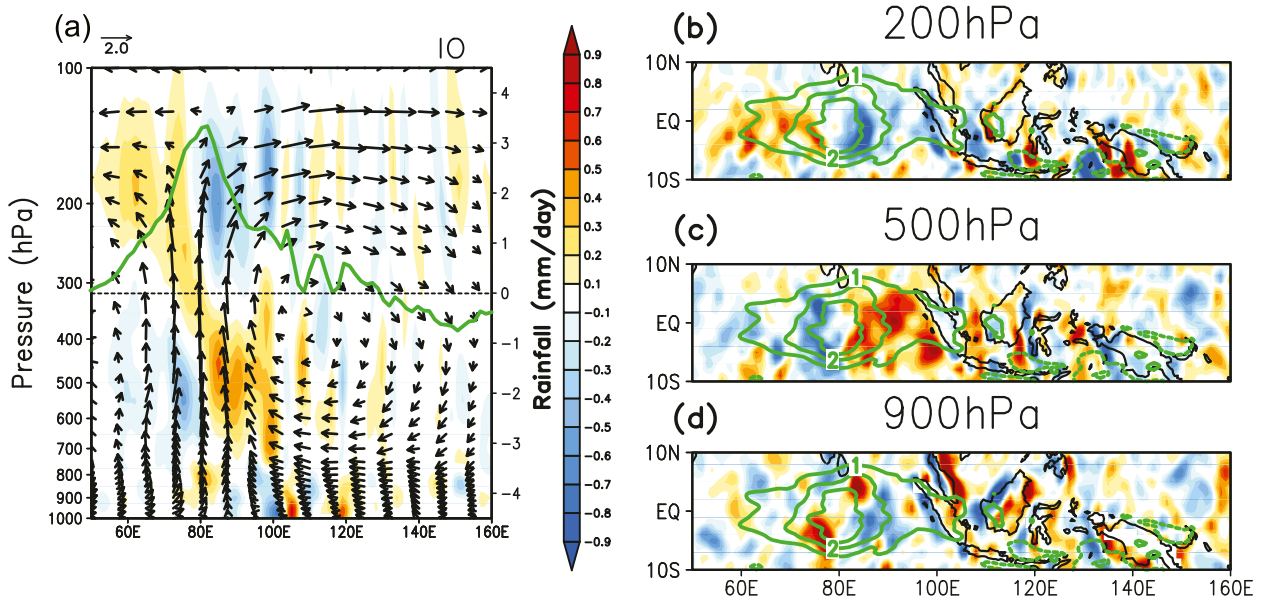 (a)
2.0
IO
100
200
300
400
500
600
700
800
900
1000
Pressure (hPa)
60E 80E 100E 120E 140E 160E
4
3
2
1
0
−1
−2
−3
−4
Rainfall (mm/day)
0.9
0.8
0.7
0.6
0.5
0.4
0.3
0.2
0.1
−0.1
−0.2
−0.3
−0.4
−0.5
−0.6
−0.7
−0.8
−0.9
(b) 200hPa
10N
EQ
10S
1
2
(c) 500hPa
10N
EQ
10S
1
2
(d) 900hPa
10N
EQ
10S
1
2
60E 80E 100E 120E 140E 160E